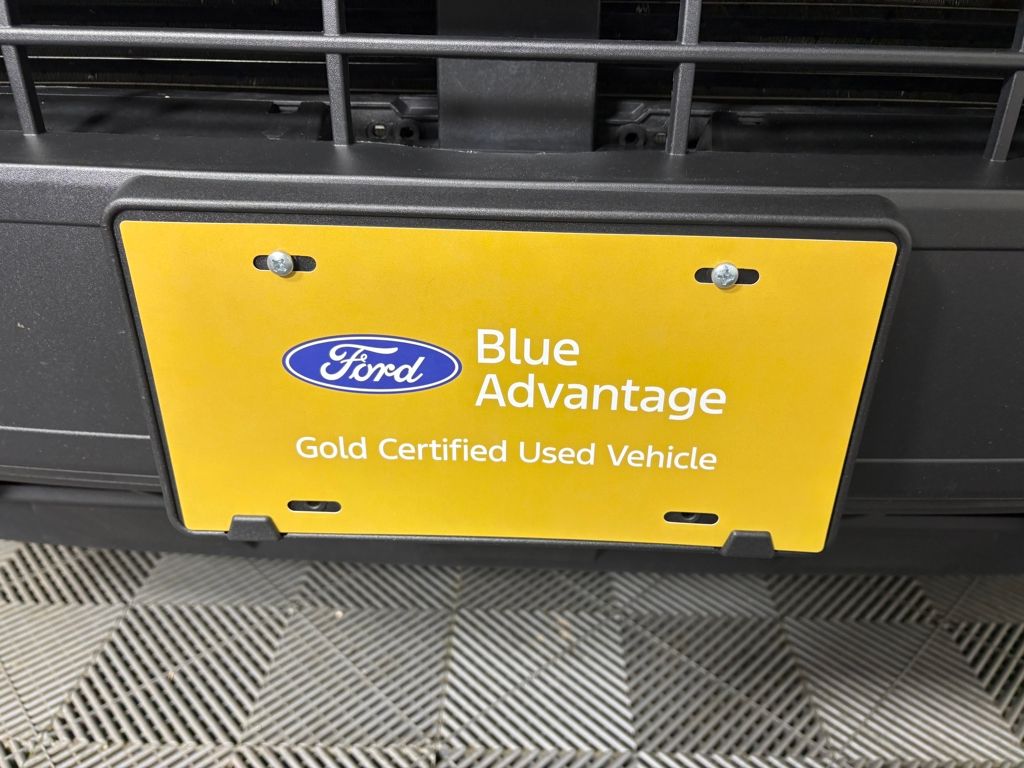 Ford
Blue
Advantage
Gold Certified Used Vehicle